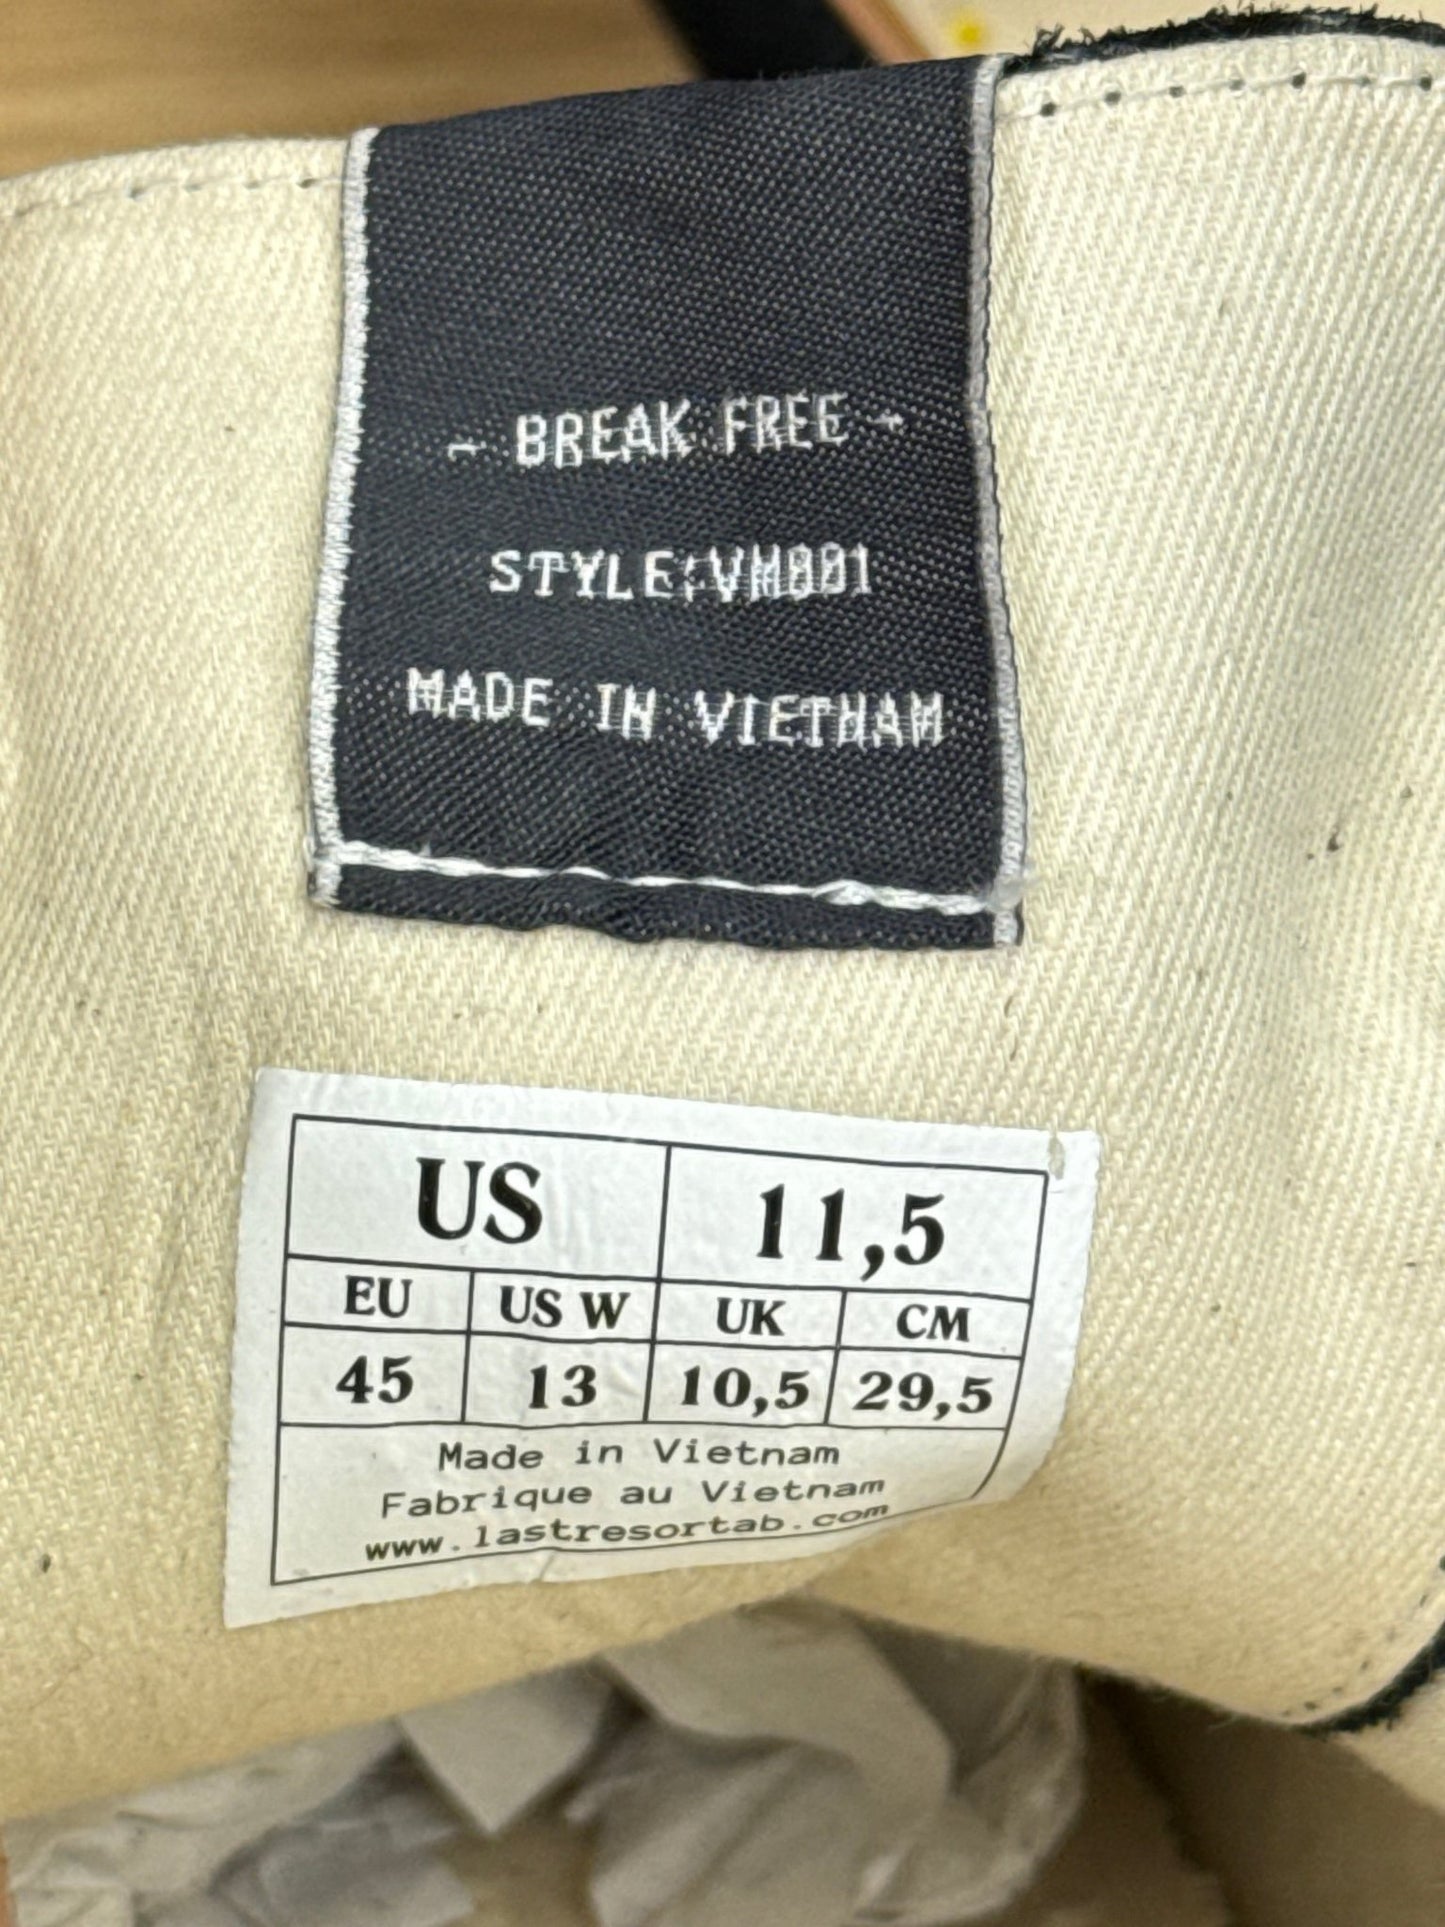 - BREAK FREE -
STYLE:VM001
MADE IN VIETNAM
US 11,5
EU US W UK CM
45 13 10,5 29,5
Made in Vietnam
Fabrique au Vietnam
www.lastresortab.com